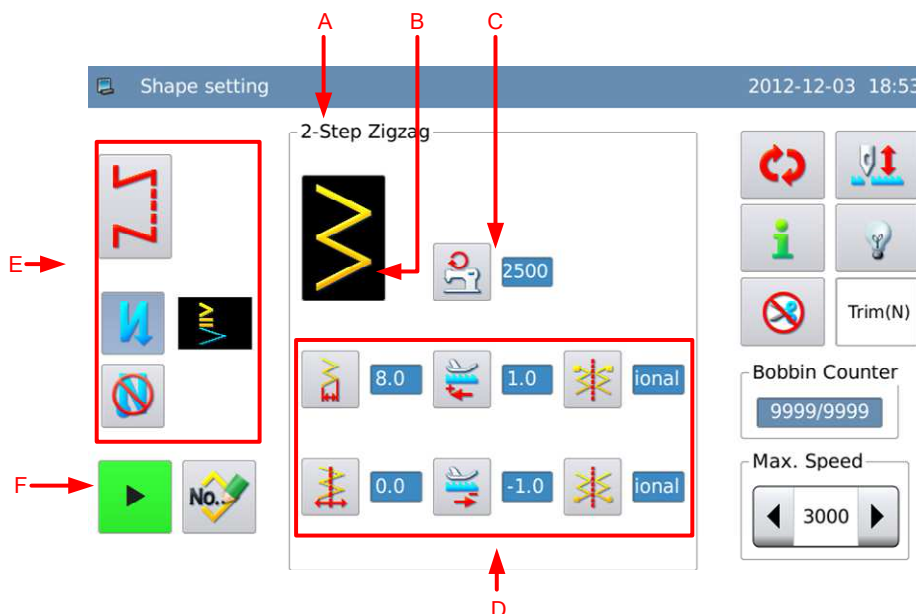 A
B
C
Shape setting
2012-12-03 18:53
2-Step Zigzag
E
2500
Trim(N)
8.0
1.0
ional
Bobbin Counter
9999/9999
Max. Speed
F
No.
0.0
-1.0
ional
3000
D